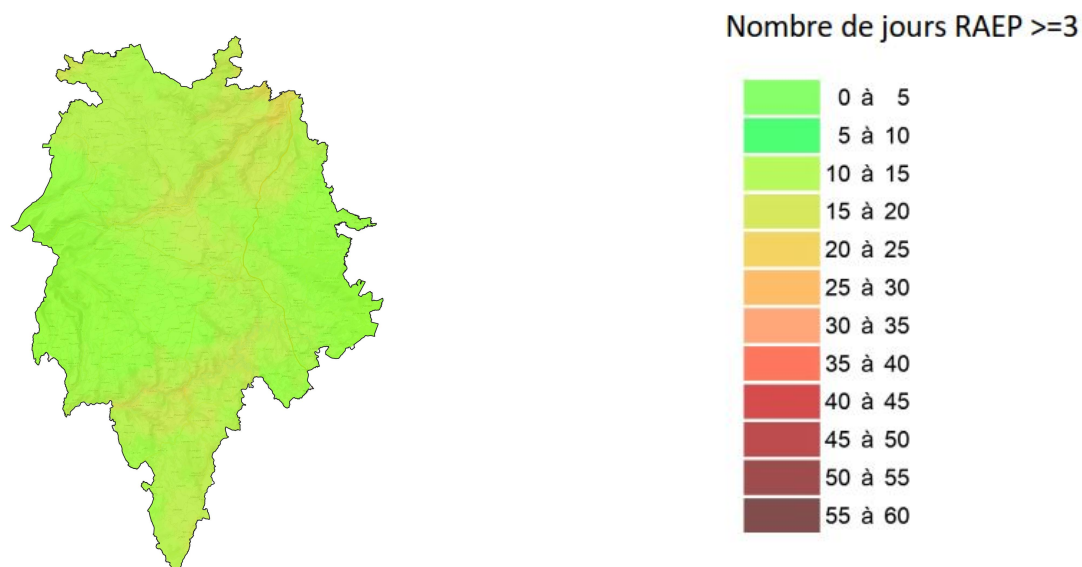 Nombre de jours RAEP >=3
0 à 5
5 à 10
10 à 15
15 à 20
20 à 25
25 à 30
30 à 35
35 à 40
40 à 45
45 à 50
50 à 55
55 à 60